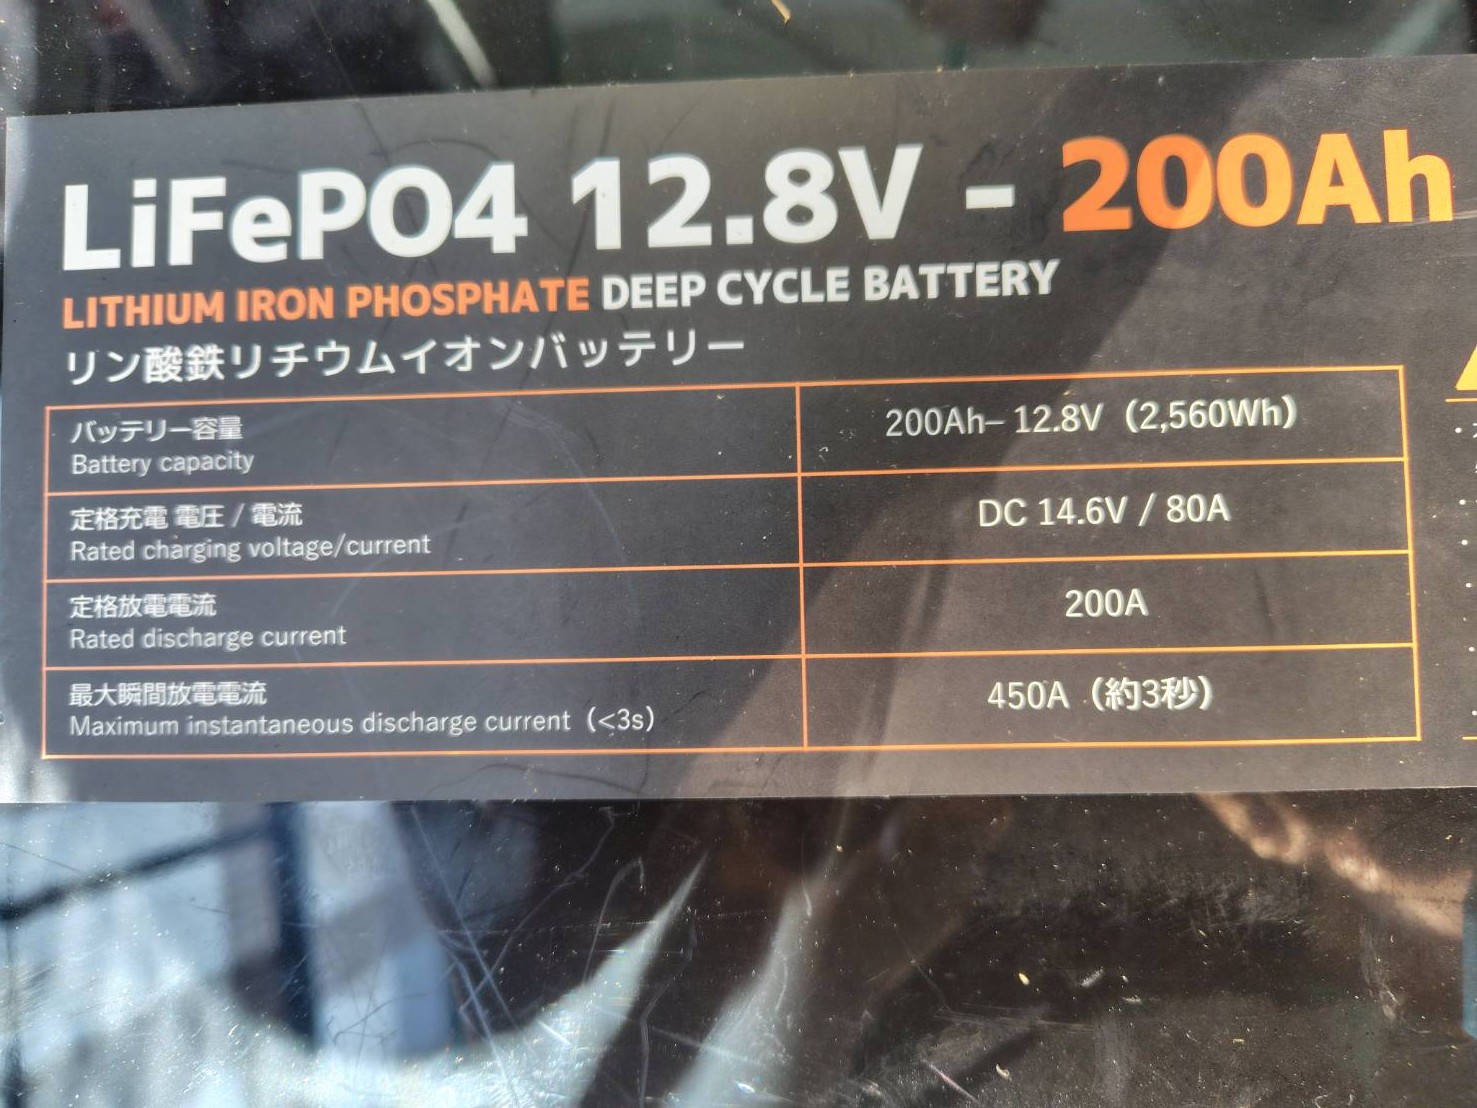 LiFePO4 12.8V - 200Ah
LITHIUM IRON PHOSPHATE DEEP CYCLE BATTERY
リン酸鉄リチウムイオンバッテリー
バッテリー容量
Battery capacity
200Ah– 12.8V（2,560Wh）
定格充電 電圧 / 電流
Rated charging voltage/current
DC 14.6V / 80A
定格放電電流
Rated discharge current
200A
最大瞬間放電電流
Maximum instantaneous discharge current（<3s）
450A（約3秒）